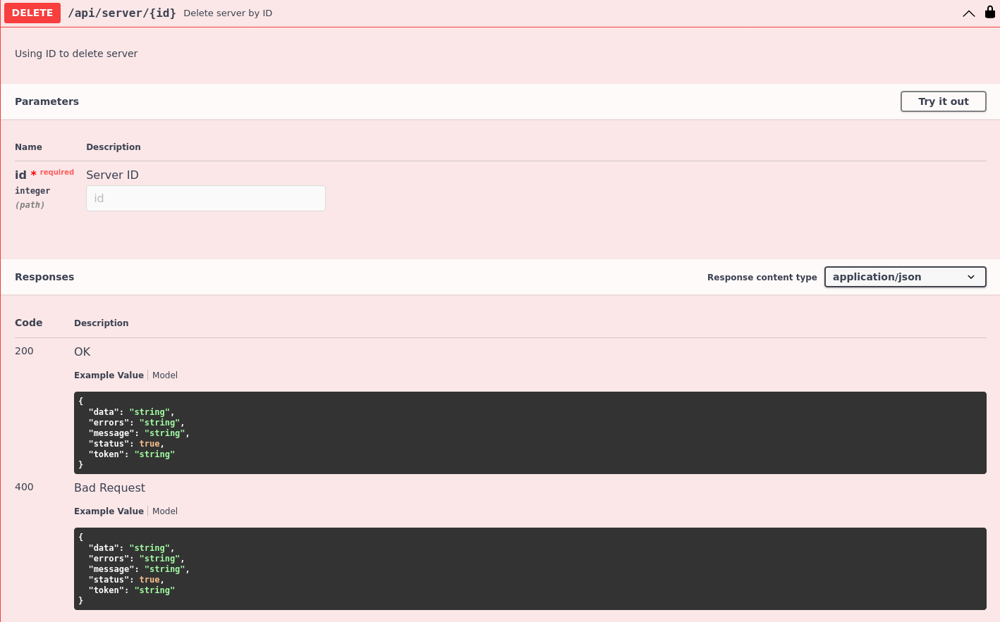 DELETE /api/server/{id} Delete server by ID
Using ID to delete server
Parameters Try it out
Name Description
id * required Server ID
integer id
(path)
Responses Response content type application/json
Code Description
200 OK
Example Value Model
{
  "data": "string",
  "errors": "string",
  "message": "string",
  "status": true,
  "token": "string"
}
400 Bad Request
Example Value Model
{
  "data": "string",
  "errors": "string",
  "message": "string",
  "status": true,
  "token": "string"
}